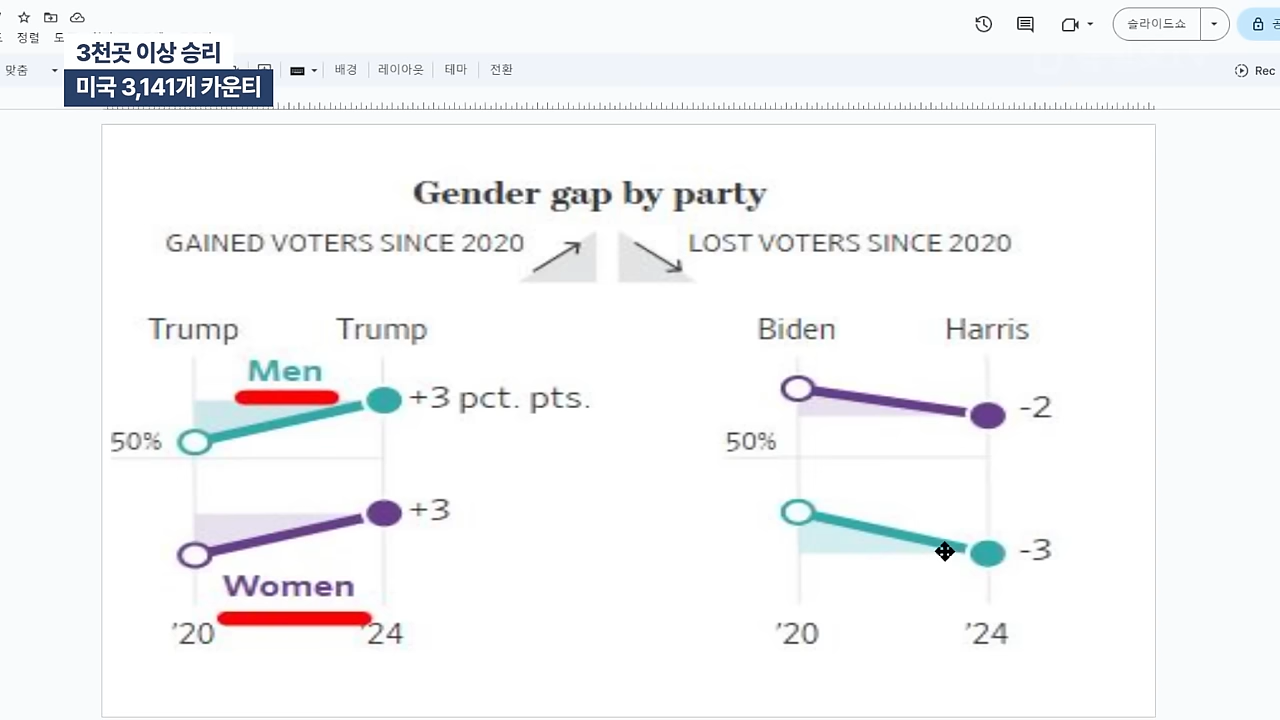 슬라이드쇼
정렬
3천곳 이상 승리
미국 3,141개 카운티
맞춤
배경
레이아웃
테마
전환
Rec
Gender gap by party
GAINED VOTERS SINCE 2020
LOST VOTERS SINCE 2020
Trump
Trump
Biden
Harris
Men
+3 pct. pts.
-2
50%
50%
+3
-3
Women
’20
’24
’20
’24